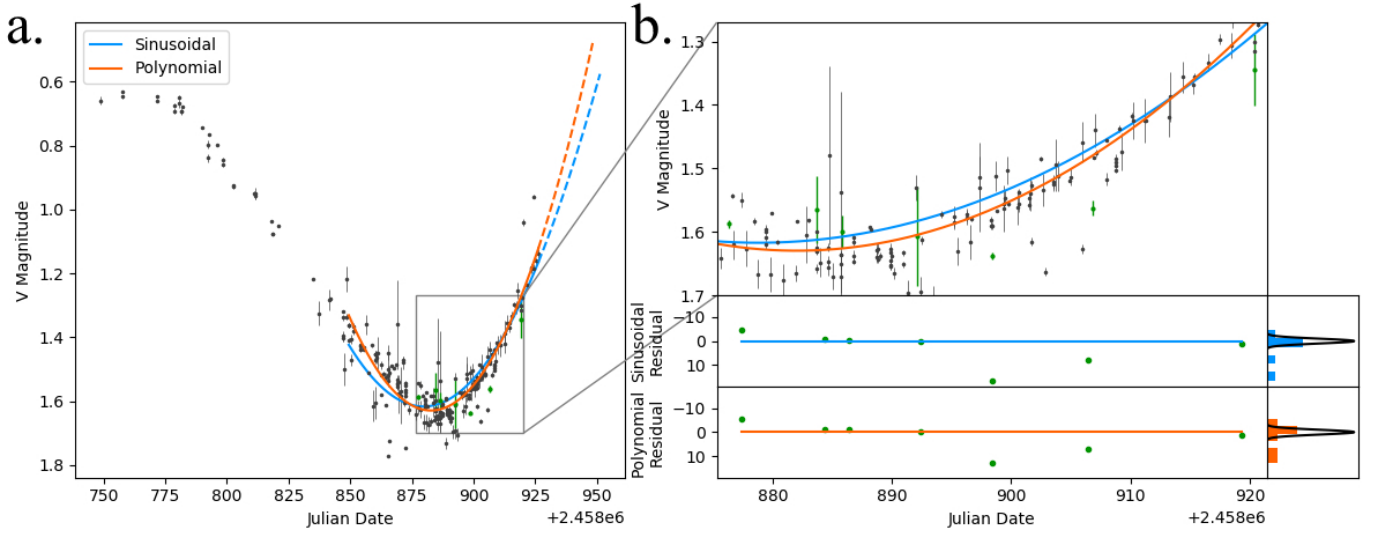 a.
Sinusoidal
Polynomial
V Magnitude
0.6
0.8
1.0
1.2
1.4
1.6
1.8
750 775 800 825 850 875 900 925 950
Julian Date
+2.458e6
b.
V Magnitude
1.3
1.4
1.5
1.6
1.7
Sinusoidal
Residual
−10
0
10
Polynomial
Residual
−10
0
10
880 890 900 910 920
Julian Date
+2.458e6